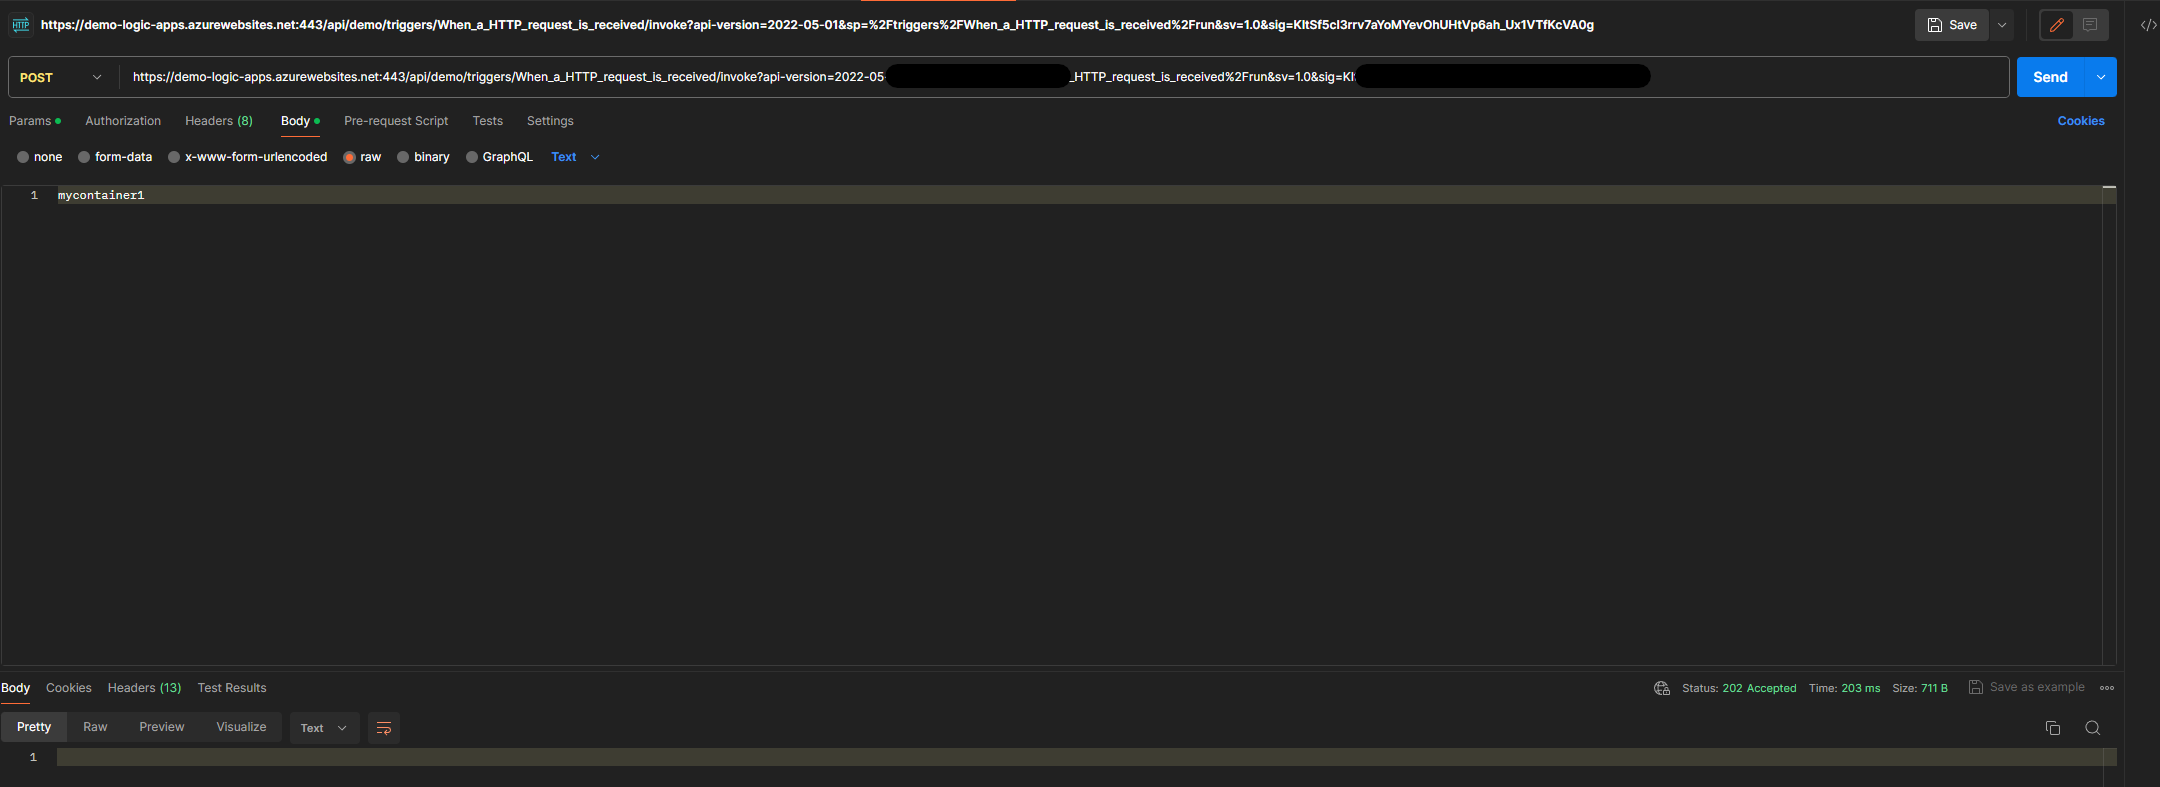 HTTP https://demo-logic-apps.azurewebsites.net:443/api/demo/triggers/When_a_HTTP_request_is_received/invoke?api-version=2022-05-01&sp=%2Ftriggers%2FWhen_a_HTTP_request_is_received%2Frun&sv=1.0&sig= Save </>
POST https://demo-logic-apps.azurewebsites.net:443/api/demo/triggers/When_a_HTTP_request_is_received/invoke?api-version=2022-05 _HTTP_request_is_received%2Frun&sv=1.0&sig= Send
Params Authorization Headers (8) Body Pre-request Script Tests Settings Cookies
none form-data x-www-form-urlencoded raw binary GraphQL Text
1 mycontainer1
Body Cookies Headers (13) Test Results Status: 202 Accepted Time: 203 ms Size: 711 B Save as example
Pretty Raw Preview Visualize Text
1